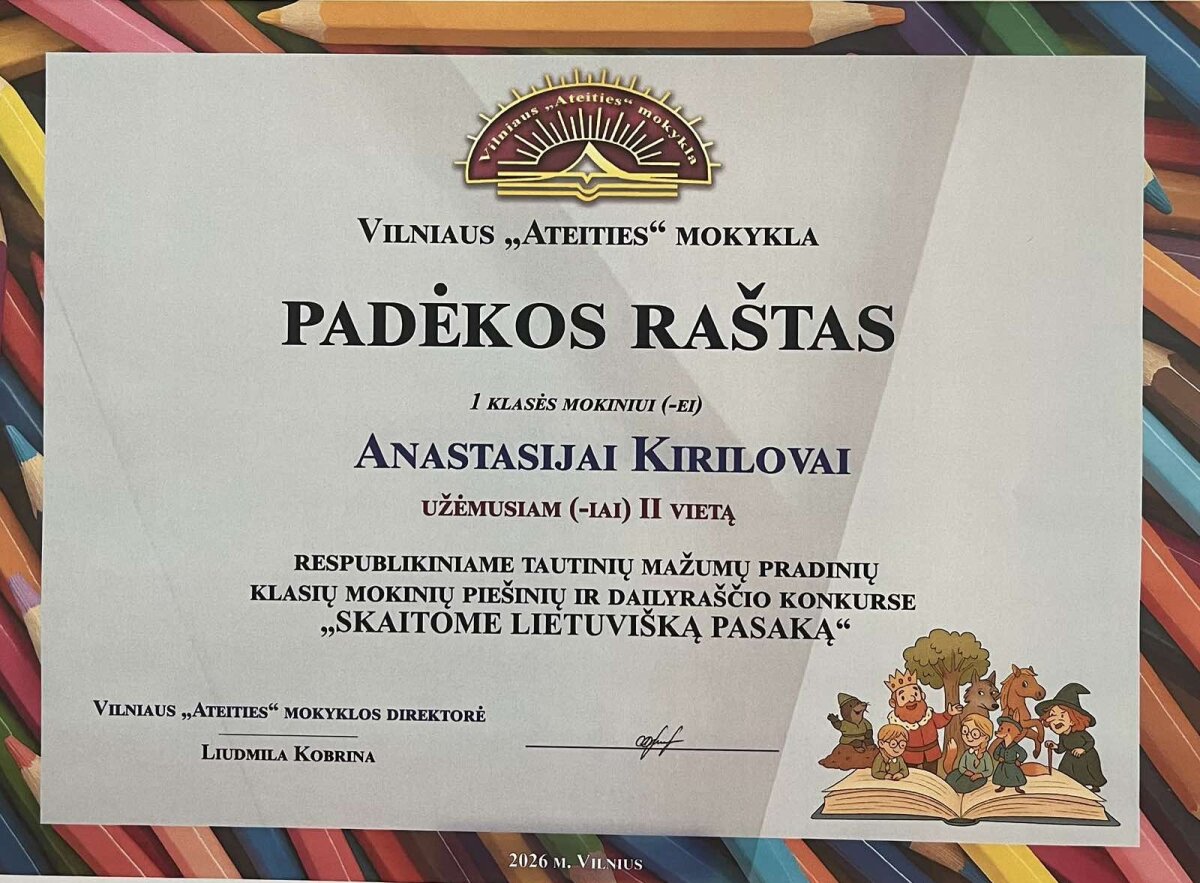 Vilniaus „Ateities“ mokykla
VILNIAUS „ATEITIES“ MOKYKLA
PADĖKOS RAŠTAS
1 KLASĖS MOKINIUI (-EI)
ANASTASIJAI KIRILOVAI
UŽĖMUSIAM (-IAI) II VIETĄ
RESPUBLIKINIAME TAUTINIŲ MAŽUMŲ PRADINIŲ
KLASIŲ MOKINIŲ PIEŠINIŲ IR DAILYRAŠČIO KONKURSE
„SKAITOME LIETUVIŠKĄ PASAKĄ“
VILNIAUS „ATEITIES“ MOKYKLOS DIREKTORĖ
LIUDMILA KOBRINA
2026 M. VILNIUS